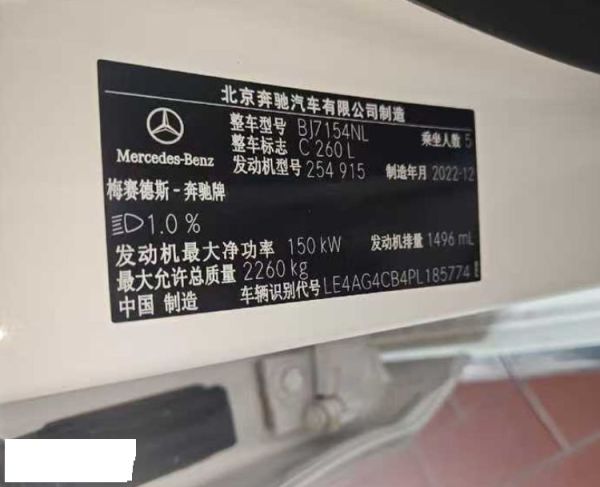 北京奔驰汽车有限公司制造
Mercedes-Benz
整车型号 BJ7154NL 乘坐人数 5
整车标志 C 260 L
发动机型号 254 915 制造年月 2022-12
梅赛德斯-奔驰牌
1.0 %
发动机最大净功率 150 kW 发动机排量 1496 mL
最大允许总质量 2260 kg
中国 制造 车辆识别代号 LE4AG4CB4PL185774